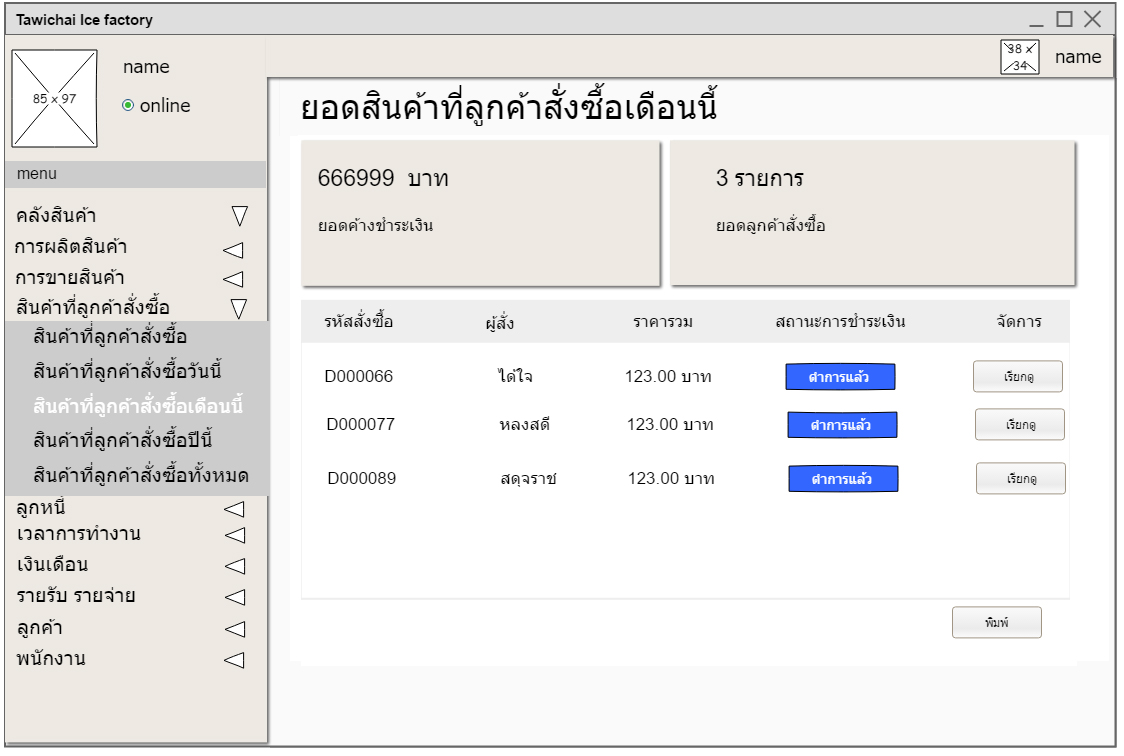 Tawichai Ice factory
38 x
34
name
name
85 x 97
online
menu
คลังสินค้า
การผลิตสินค้า
การขายสินค้า
สินค้าที่ลูกค้าสั่งซื้อ
สินค้าที่ลูกค้าสั่งซื้อ
สินค้าที่ลูกค้าสั่งซื้อวันนี้
สินค้าที่ลูกค้าสั่งซื้อเดือนนี้
สินค้าที่ลูกค้าสั่งซื้อปีนี้
สินค้าที่ลูกค้าสั่งซื้อทั้งหมด
ลูกหนี้
เวลาการทำงาน
เงินเดือน
รายรับ รายจ่าย
ลูกค้า
พนักงาน
ยอดสินค้าที่ลูกค้าสั่งซื้อเดือนนี้
666999 บาท
ยอดค้างชำระเงิน
3 รายการ
ยอดลูกค้าสั่งซื้อ
รหัสสั่งซื้อ ผู้สั่ง ราคารวม สถานะการชำระเงิน จัดการ
D000066 ได้ใจ 123.00 บาท ดำการแล้ว เรียกดู
D000077 หลงสดี 123.00 บาท ดำการแล้ว เรียกดู
D000089 สดุจราช 123.00 บาท ดำการแล้ว เรียกดู
พิมพ์